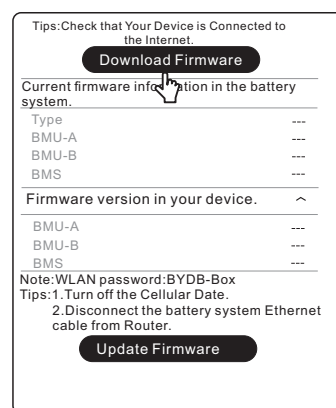 Tips:Check that Your Device is Connected to
the Internet.
Download Firmware
Current firmware information in the battery
system.
Type ---
BMU-A ---
BMU-B ---
BMS ---
Firmware version in your device.
BMU-A ---
BMU-B ---
BMS ---
Note:WLAN password:BYDB-Box
Tips:1.Turn off the Cellular Date.
2.Disconnect the battery system Ethernet
cable from Router.
Update Firmware